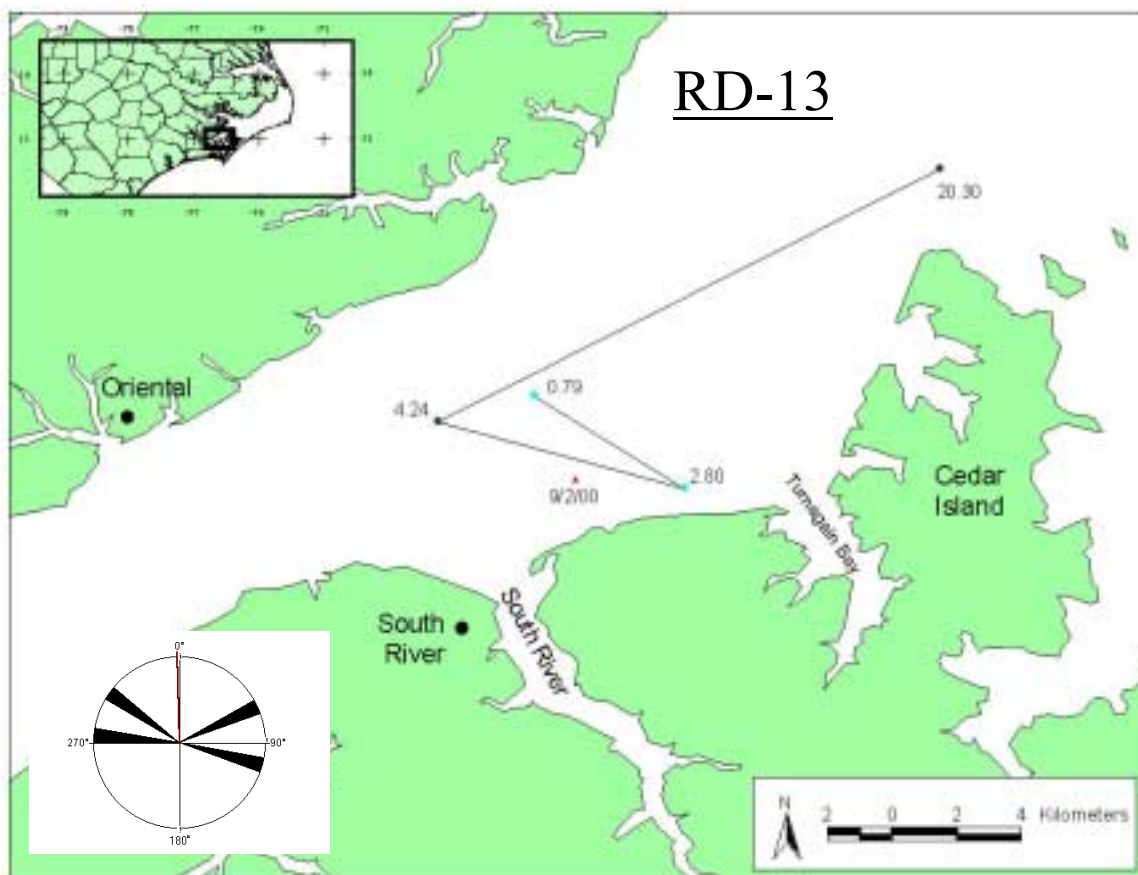 RD-13
20.30
Oriental
0.79
4.24
2.80
9/2/00
Cedar
Island
Turnagain Bay
South
River
South River
0°
270°
90°
180°
N
2 0 2 4 Kilometers